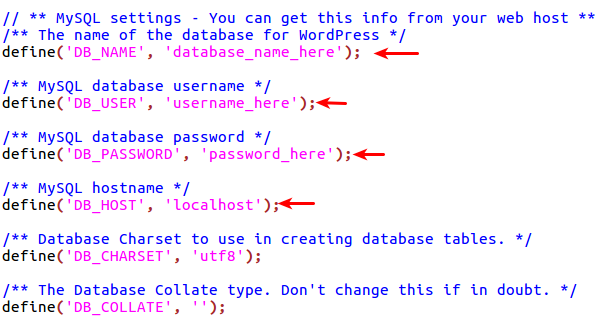 // ** MySQL settings - You can get this info from your web host **
/** The name of the database for WordPress */
define('DB_NAME', 'database_name_here');
/** MySQL database username */
define('DB_USER', 'username_here');
/** MySQL database password */
define('DB_PASSWORD', 'password_here');
/** MySQL hostname */
define('DB_HOST', 'localhost');
/** Database Charset to use in creating database tables. */
define('DB_CHARSET', 'utf8');
/** The Database Collate type. Don't change this if in doubt. */
define('DB_COLLATE', '');